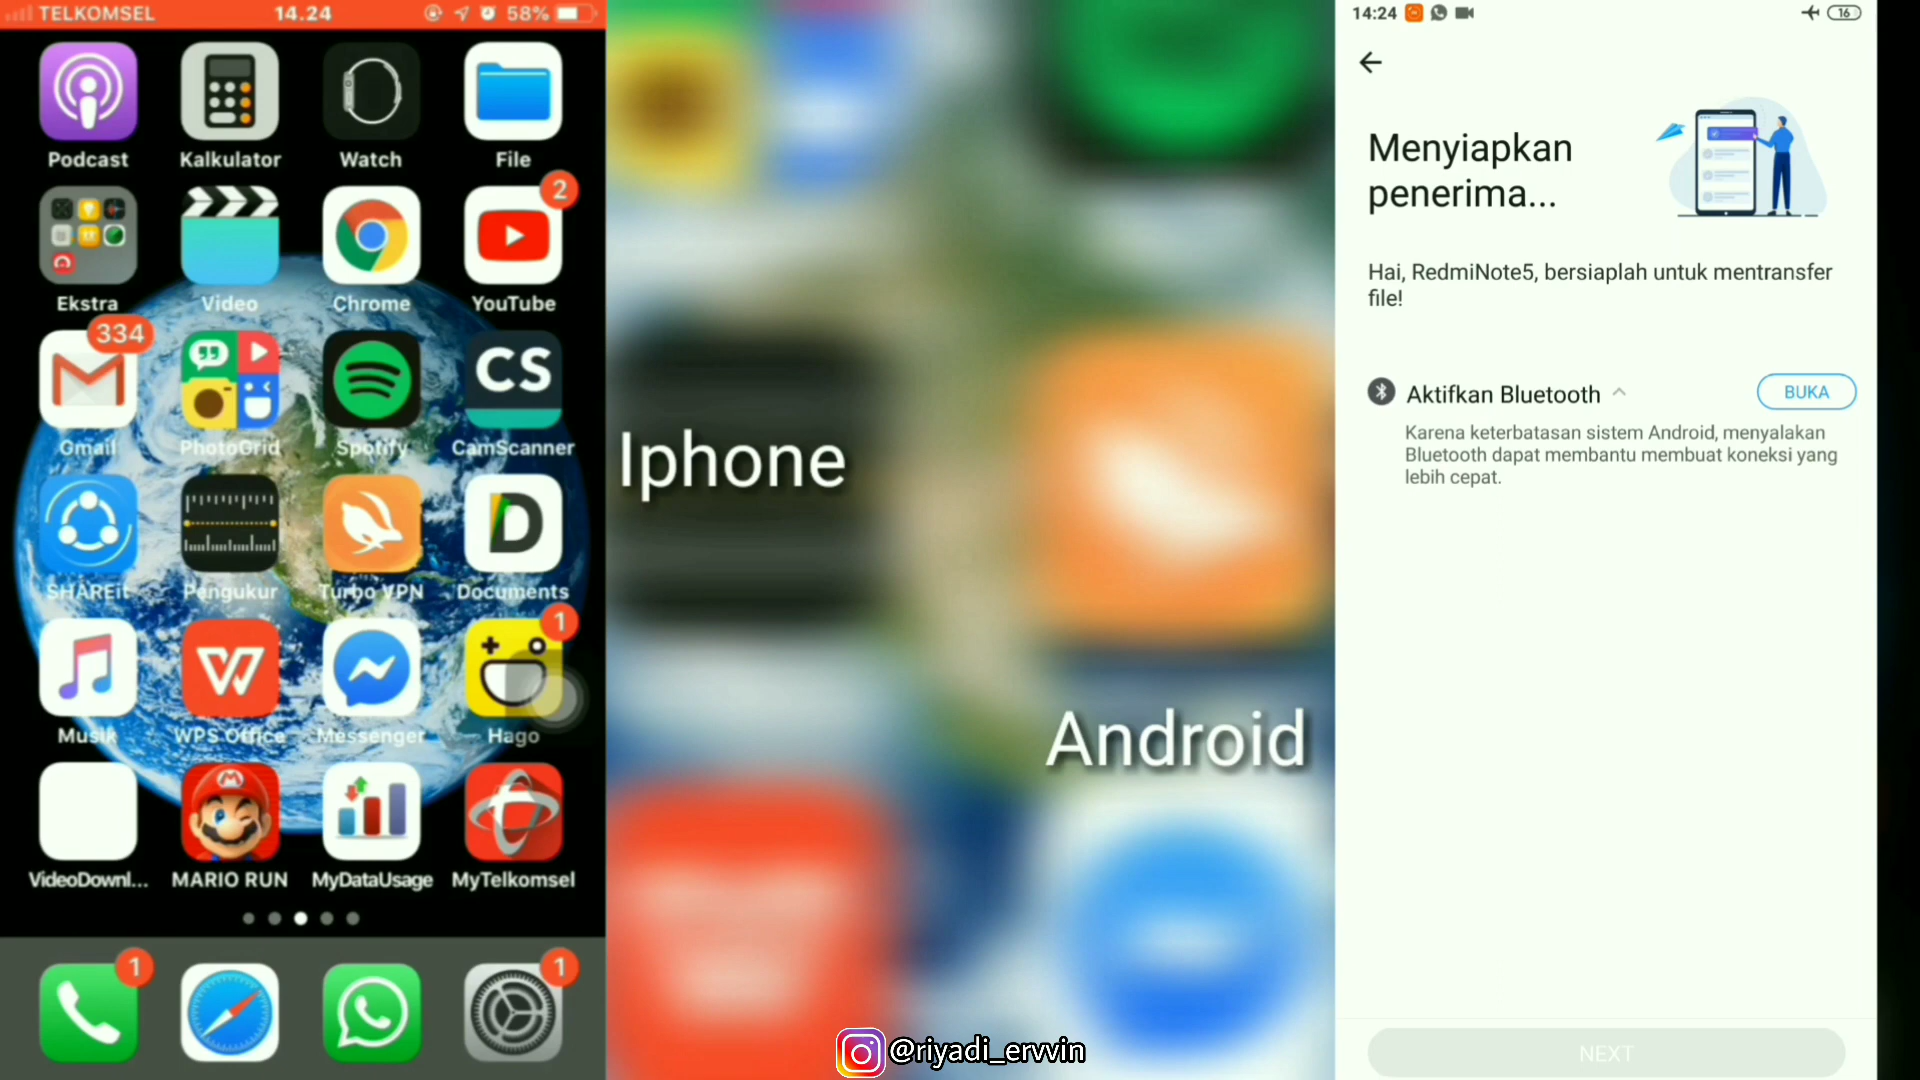 TELKOMSEL 14.24 58%
Podcast Kalkulator Watch File
2
Ekstra Video Chrome YouTube
334
CS
Gmail PhotoGrid Spotify CamScanner
D
SHAREit Pengukur Turbo VPN Documents
1
W
Musik WPS Office Messenger Hago
M
VideoDownl... MARIO RUN MyDataUsage MyTelkomsel
1 1
Iphone
Android
@riyadi_ervvin
14:24 16
Menyiapkan
penerima...
Hai, RedmiNote5, bersiaplah untuk mentransfer
file!
Aktifkan Bluetooth BUKA
Karena keterbatasan sistem Android, menyalakan
Bluetooth dapat membantu membuat koneksi yang
lebih cepat.
NEXT